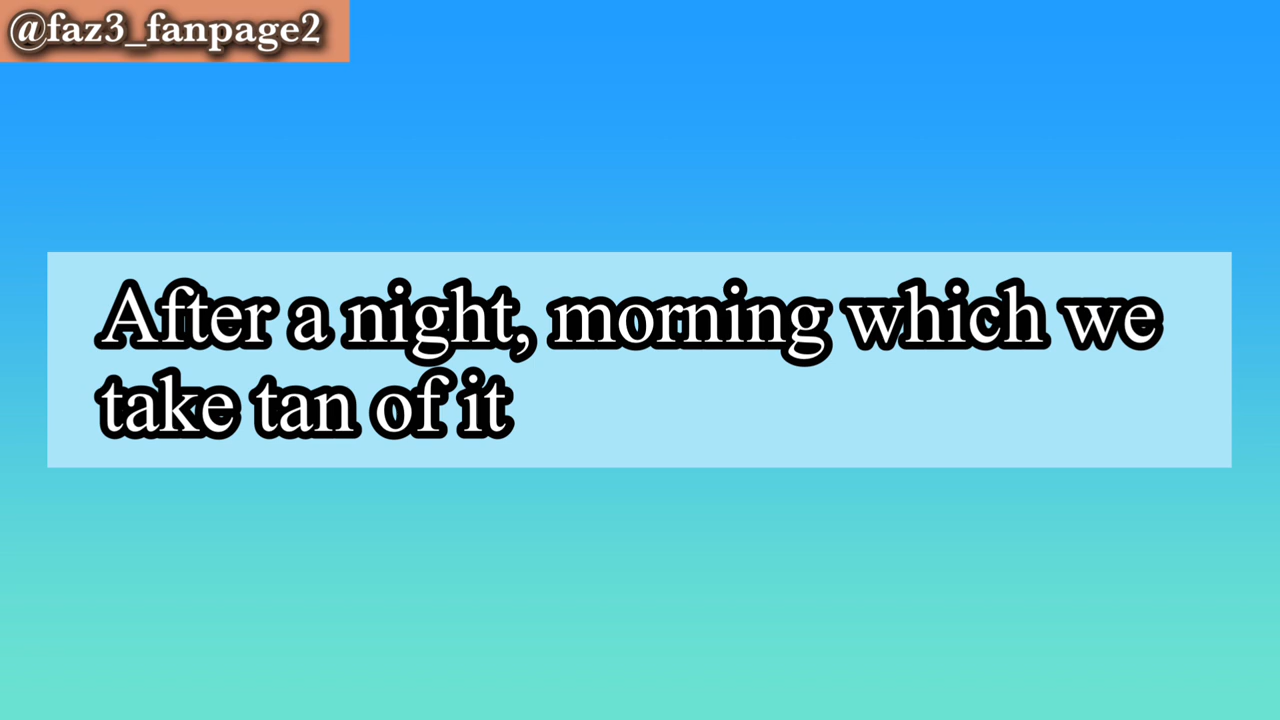 @faz3_fanpage2
After a night, morning which we
take tan of it